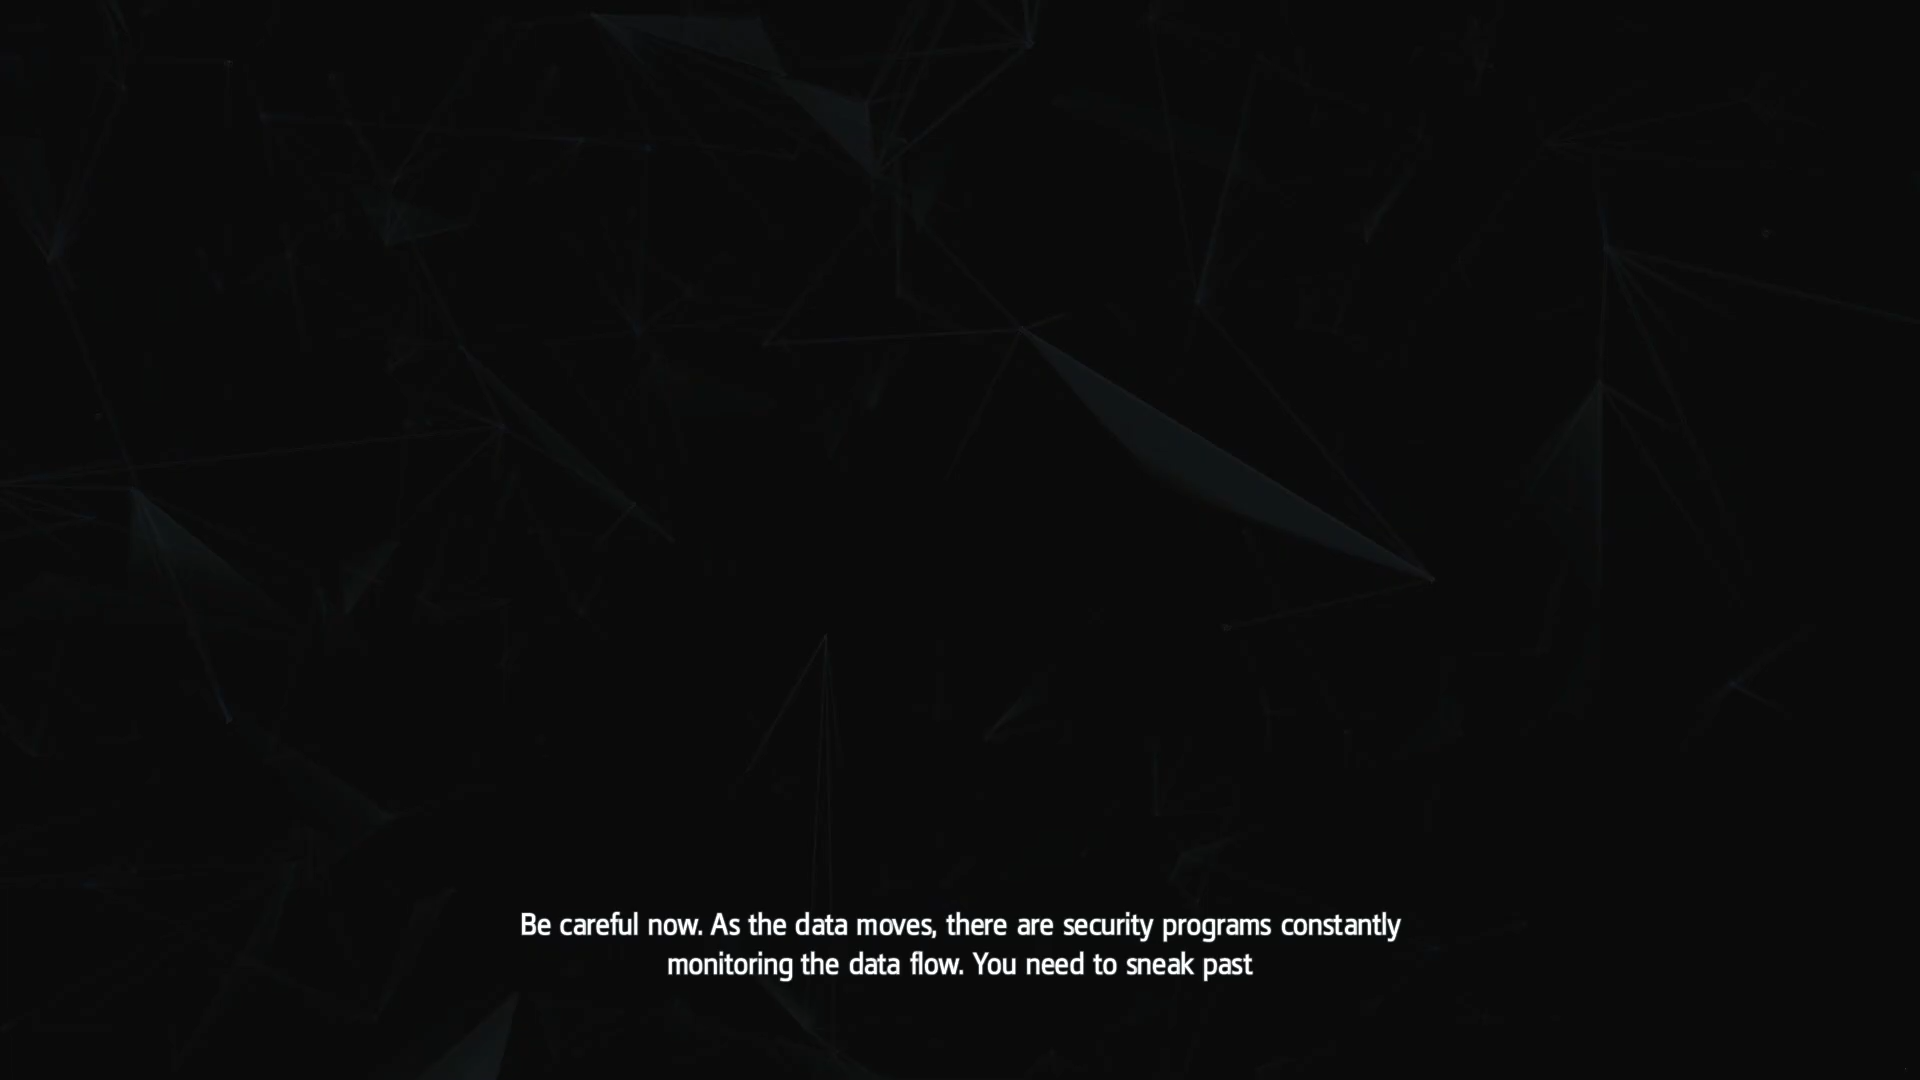 Be careful now. As the data moves, there are security programs constantly
monitoring the data flow. You need to sneak past